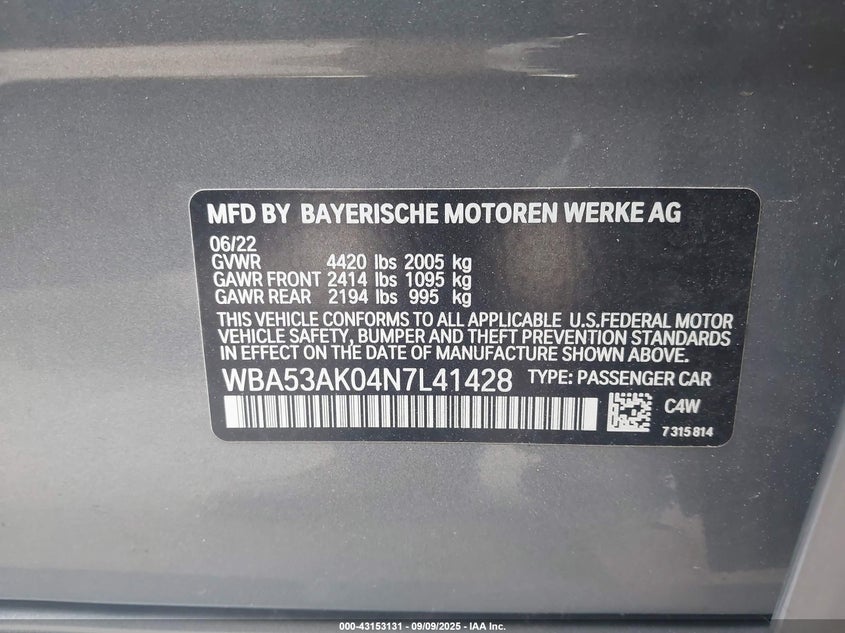 MFD BY BAYERISCHE MOTOREN WERKE AG
06/22
GVWR 4420 lbs 2005 kg
GAWR FRONT 2414 lbs 1095 kg
GAWR REAR 2194 lbs 995 kg
THIS VEHICLE CONFORMS TO ALL APPLICABLE U.S.FEDERAL MOTOR
VEHICLE SAFETY, BUMPER AND THEFT PREVENTION STANDARDS
IN EFFECT ON THE DATE OF MANUFACTURE SHOWN ABOVE.
WBA53AK04N7L41428 TYPE: PASSENGER CAR
C4W
7315814
000-43153131 - 09/09/2025 - IAA Inc.